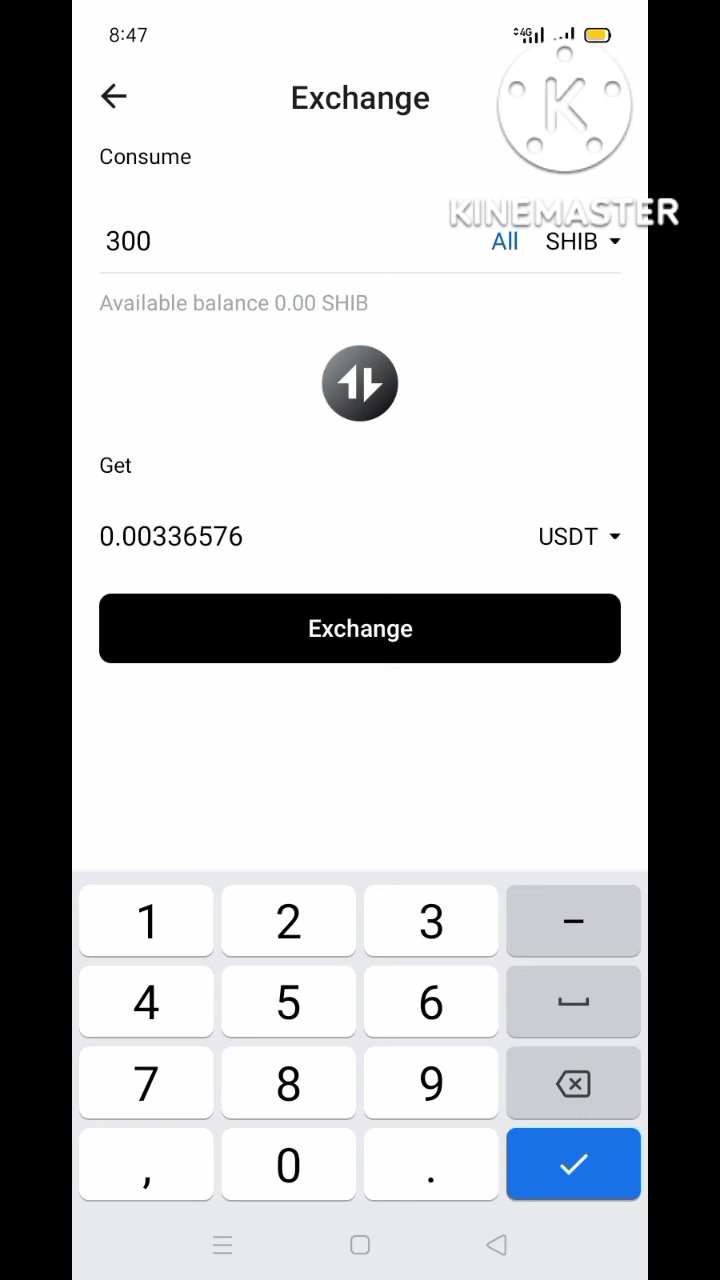 8:47
4G
Exchange
K
KINEMASTER
Consume
300 All SHIB
Available balance 0.00 SHIB
Get
0.00336576 USDT
Exchange
1 2 3 –
4 5 6
7 8 9
, 0 .